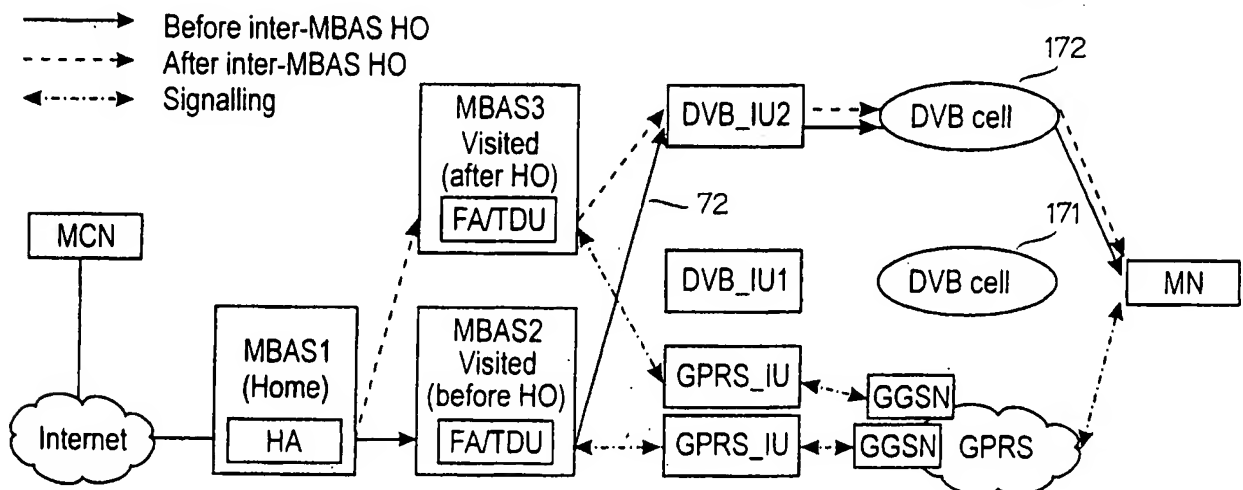 Before inter-MBAS HO
After inter-MBAS HO
Signalling
172
MBAS3
Visited
(after HO)
FA/TDU
DVB_IU2
DVB cell
72
171
MCN
DVB_IU1
DVB cell
MN
MBAS1
(Home)
HA
MBAS2
Visited
(before HO)
FA/TDU
GPRS_IU
GGSN
Internet
GPRS_IU
GGSN
GPRS